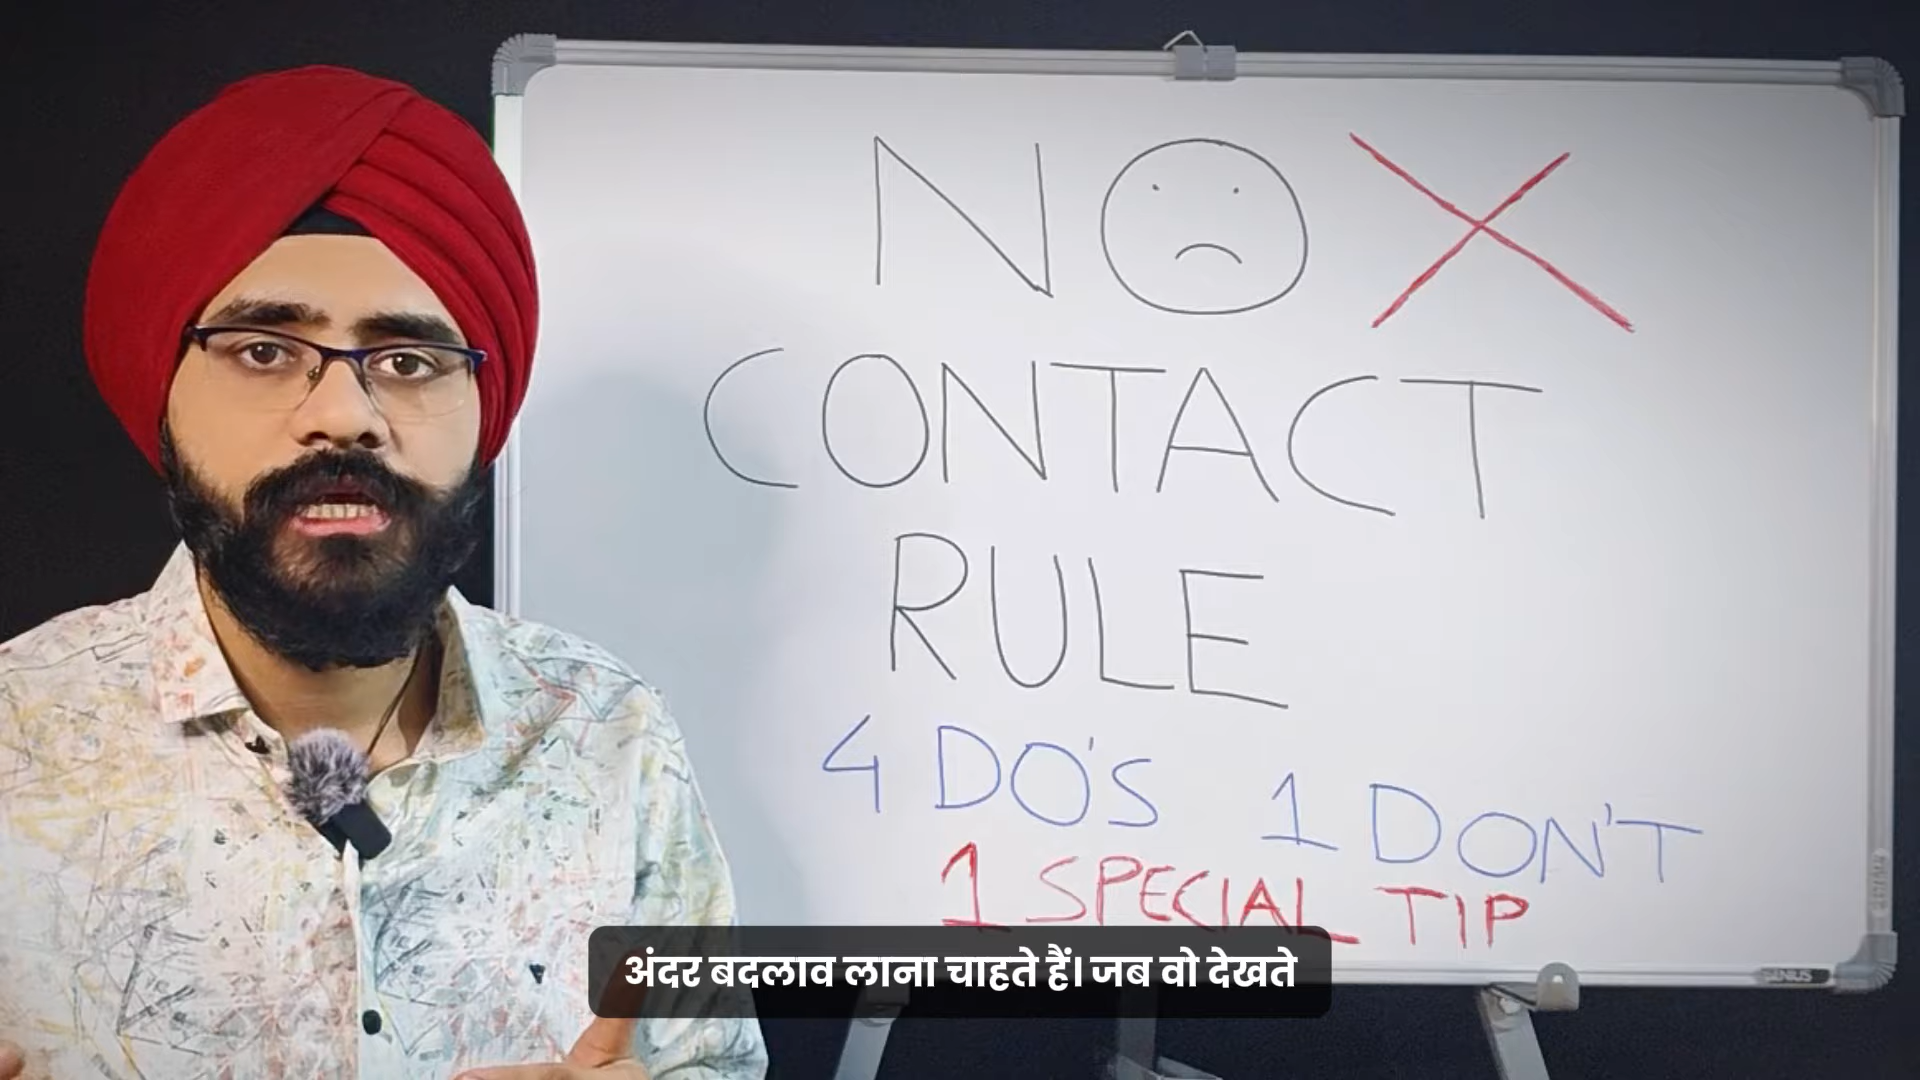 NO X
CONTACT
RULE
4 DO'S 1 DON'T
1 SPECIAL TIP
अंदर बदलाव लाना चाहते हैं। जब वो देखते